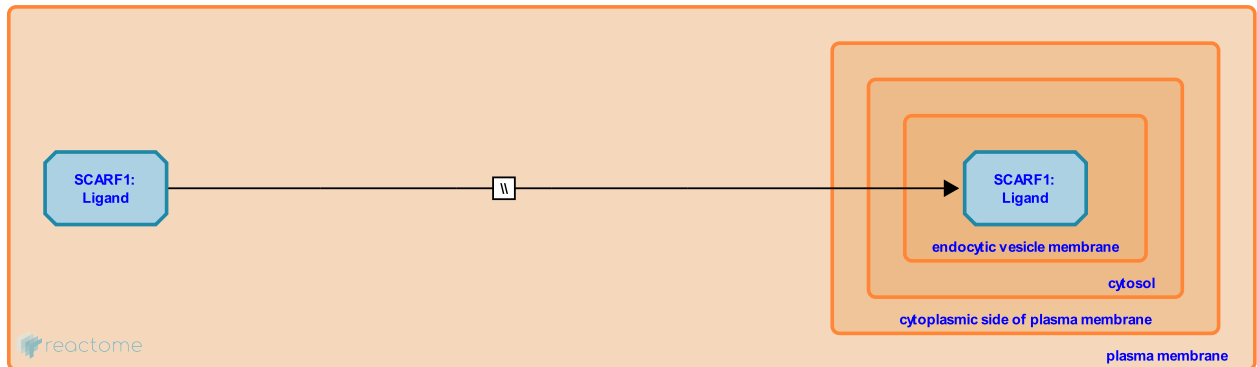 SCARF1:
Ligand
\\
SCARF1:
Ligand
endocytic vesicle membrane
cytosol
cytoplasmic side of plasma membrane
reactome
plasma membrane